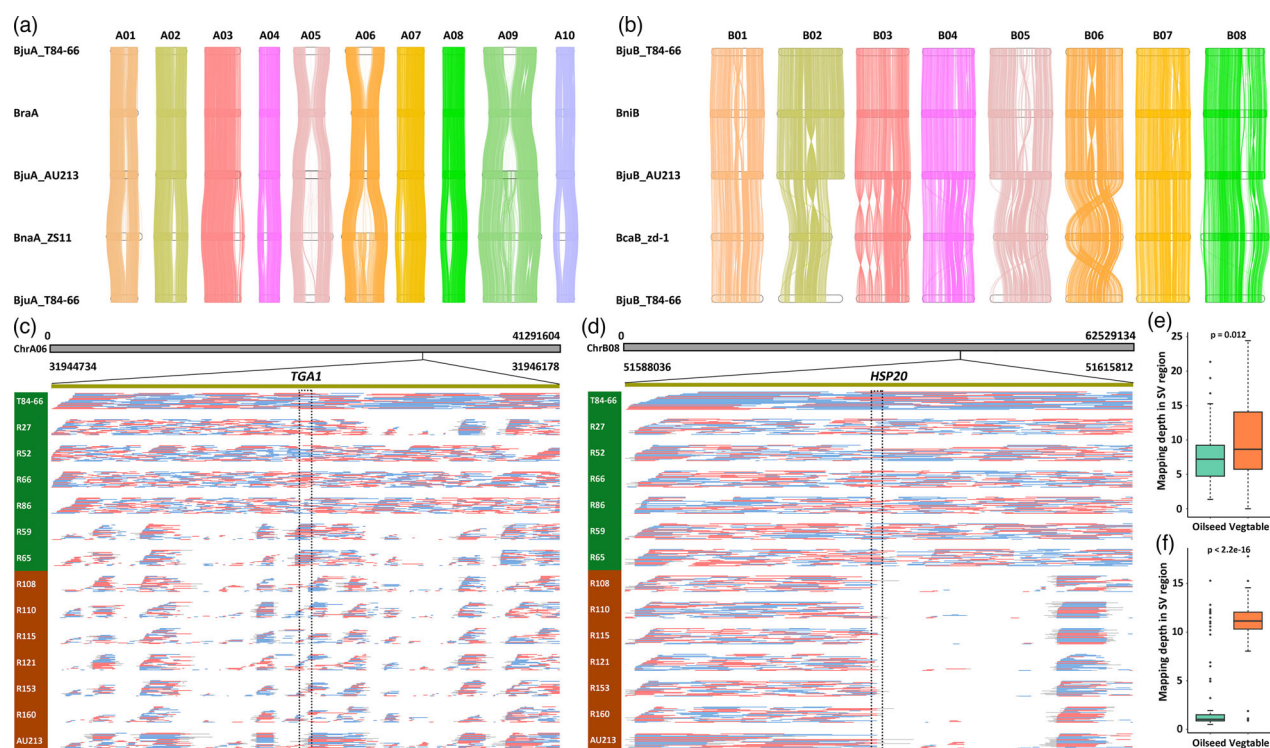 (a)
A01 A02 A03 A04 A05 A06 A07 A08 A09 A10
BjuA_T84-66
BraA
BjuA_AU213
BnaA_ZS11
BjuA_T84-66
(b)
B01 B02 B03 B04 B05 B06 B07 B08
BjuB_T84-66
BniB
BjuB_AU213
BcaB_zd-1
BjuB_T84-66
(c)
0 41291604
ChrA06
31944734 31946178
TGA1
T84-66
R27
R52
R66
R86
R59
R65
R108
R110
R115
R121
R153
R160
AU213
(d)
0 62529134
ChrB08
51588036 51615812
HSP20
T84-66
R27
R52
R66
R86
R59
R65
R108
R110
R115
R121
R153
R160
AU213
(e)
p = 0.012
Mapping depth in SV region
25
20
15
10
5
0
Oilseed Vegtable
(f)
p < 2.2e-16
Mapping depth in SV region
15
10
5
0
Oilseed Vegtable